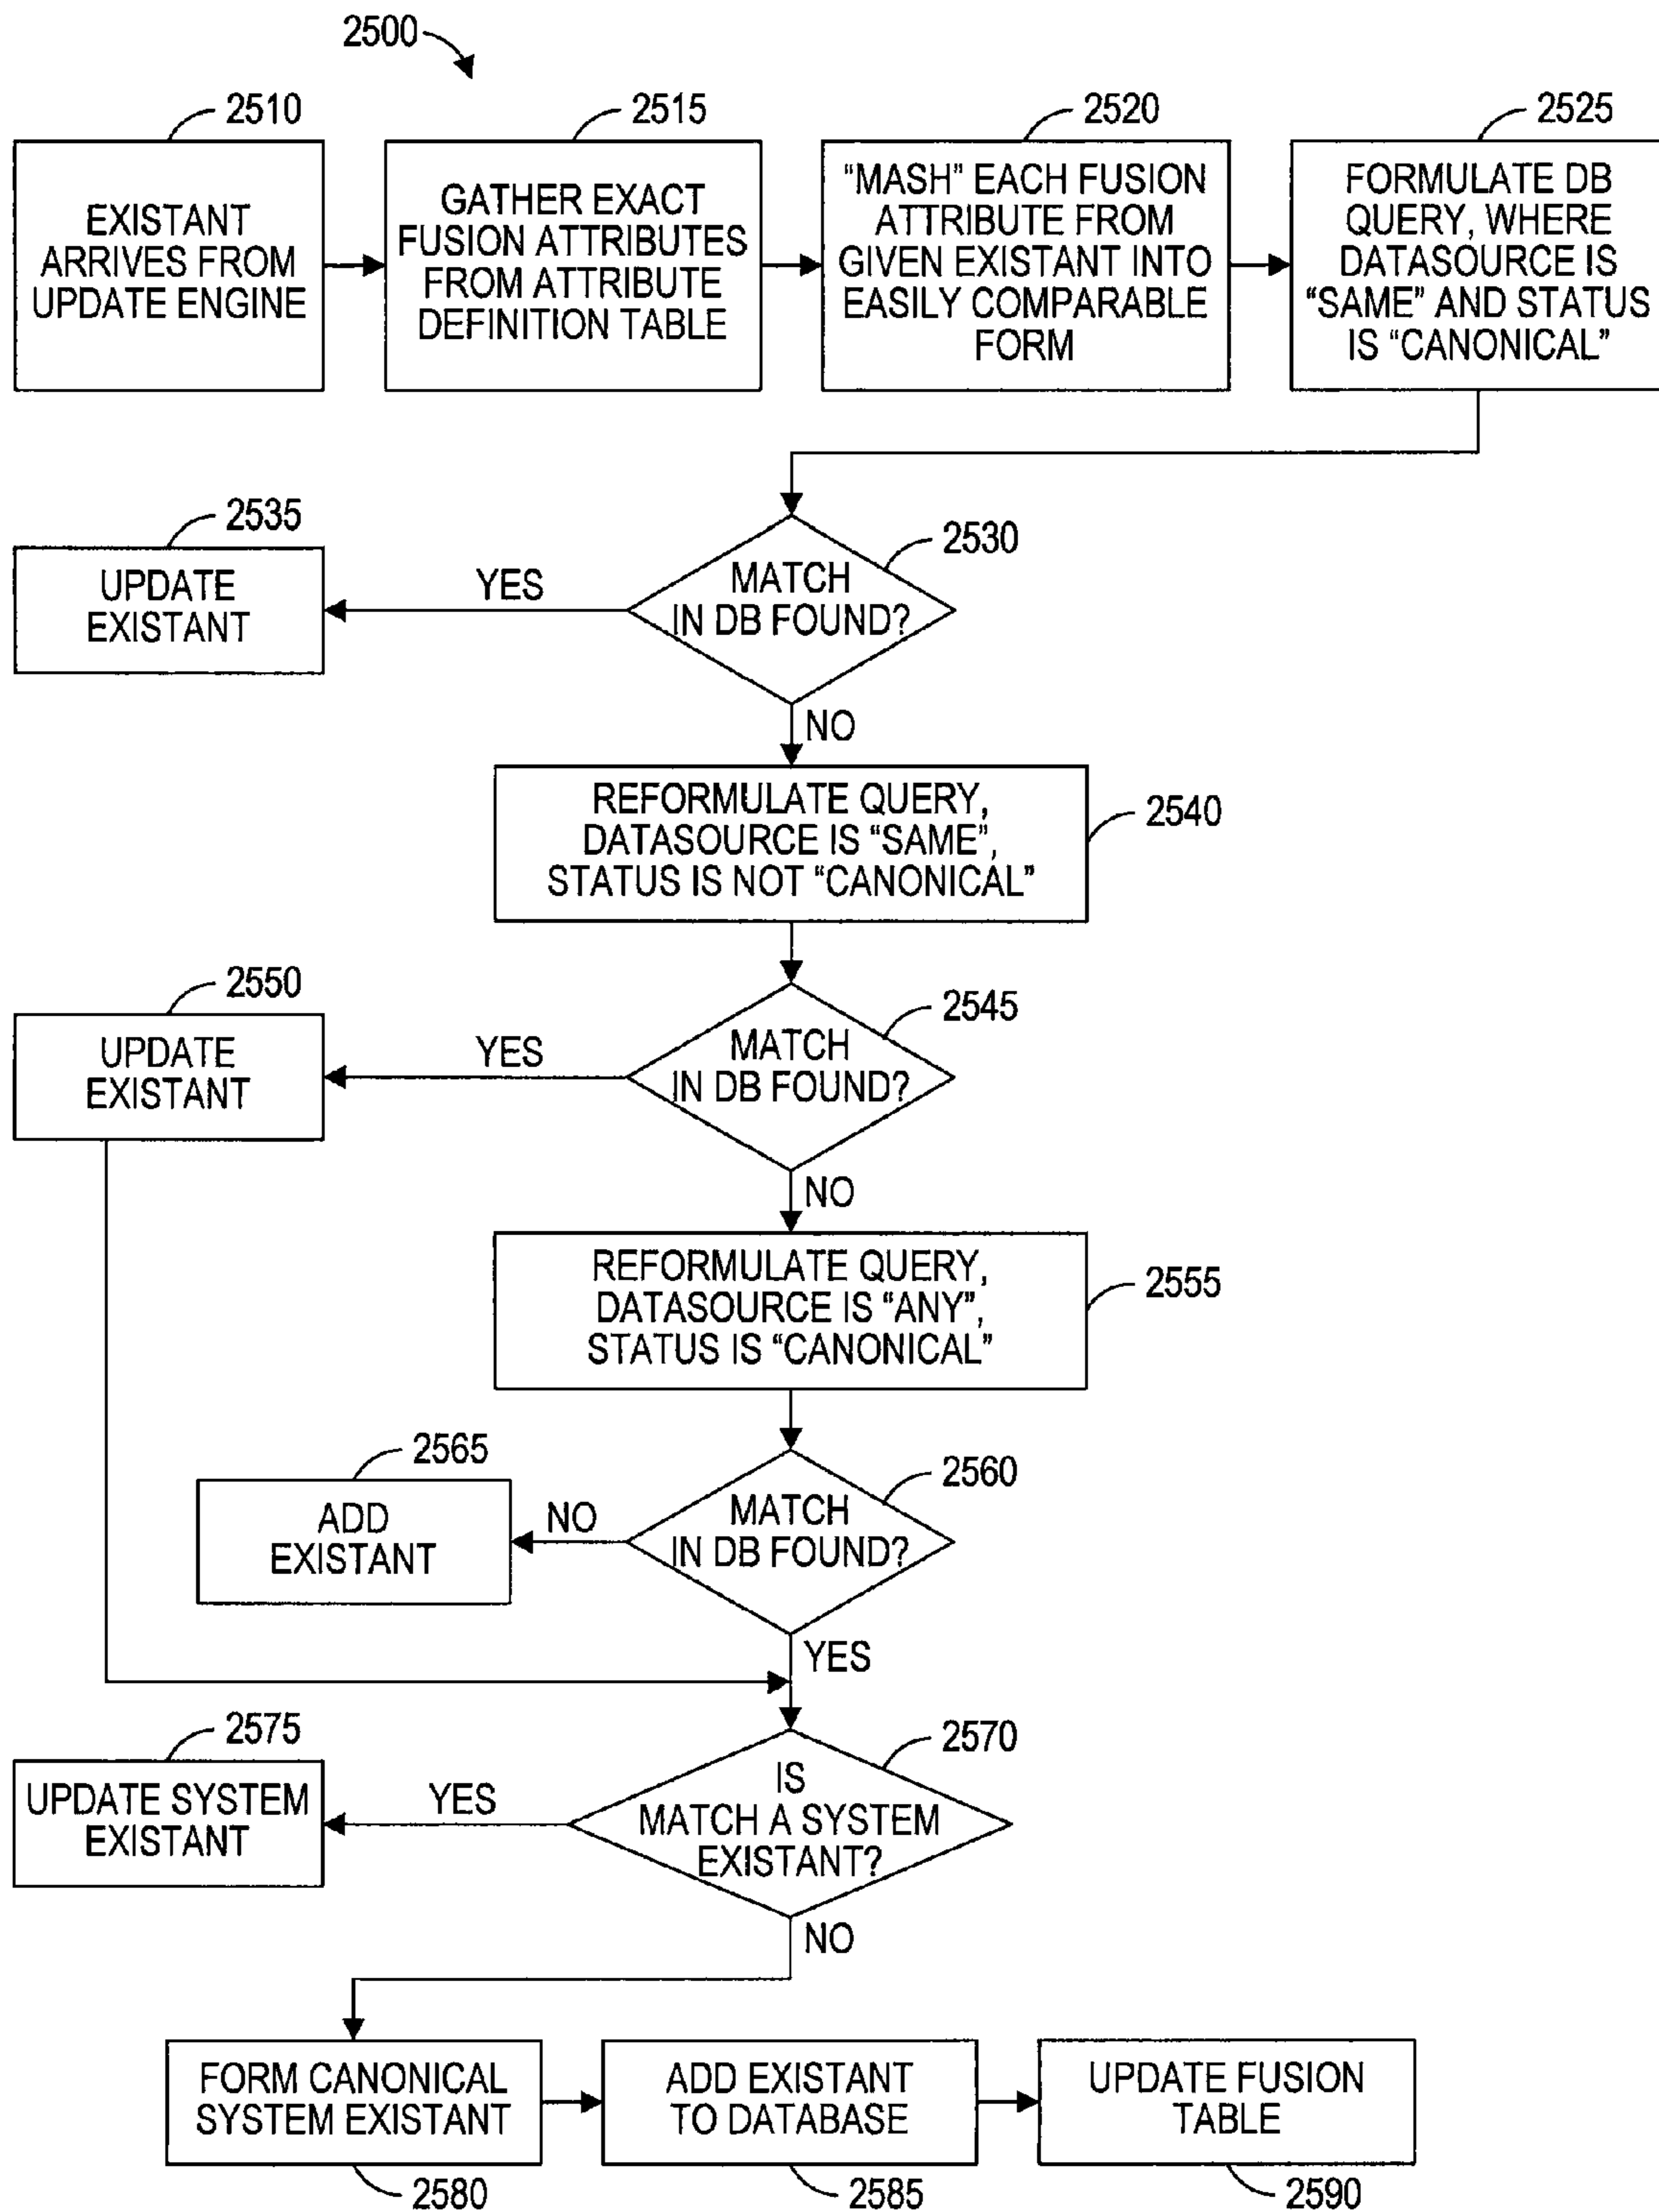 2500
2510
EXISTANT
ARRIVES FROM
UPDATE ENGINE
2515
GATHER EXACT
FUSION ATTRIBUTES
FROM ATTRIBUTE
DEFINITION TABLE
2520
“MASH” EACH FUSION
ATTRIBUTE FROM
GIVEN EXISTANT INTO
EASILY COMPARABLE
FORM
2525
FORMULATE DB
QUERY, WHERE
DATASOURCE IS
“SAME” AND STATUS
IS “CANONICAL”
2530
MATCH
IN DB FOUND?
YES
2535
UPDATE
EXISTANT
NO
REFORMULATE QUERY,
DATASOURCE IS “SAME”,
STATUS IS NOT “CANONICAL”
2540
2545
MATCH
IN DB FOUND?
YES
2550
UPDATE
EXISTANT
NO
REFORMULATE QUERY,
DATASOURCE IS “ANY”,
STATUS IS “CANONICAL”
2555
2560
MATCH
IN DB FOUND?
NO
2565
ADD
EXISTANT
YES
2570
IS
MATCH A SYSTEM
EXISTANT?
YES
2575
UPDATE SYSTEM
EXISTANT
NO
FORM CANONICAL
SYSTEM EXISTANT
2580
ADD EXISTANT
TO DATABASE
2585
UPDATE FUSION
TABLE
2590